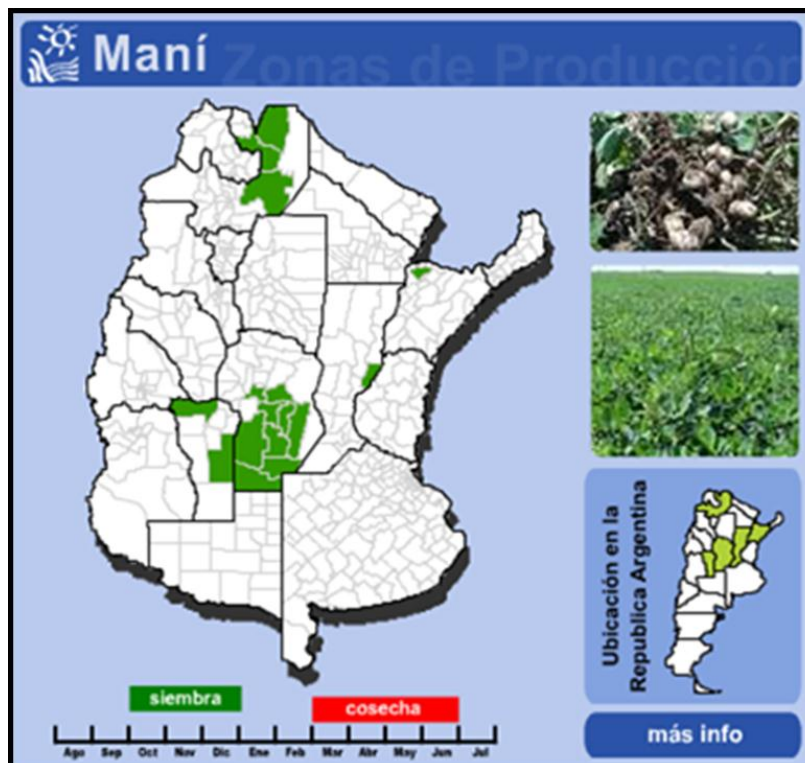 Maní
Zonas de Producción
Ubicación en la
Republica Argentina
siembra
cosecha
Ago Sep Oct Nov Dic Ene Feb Mar Abr May Jun Jul
más info